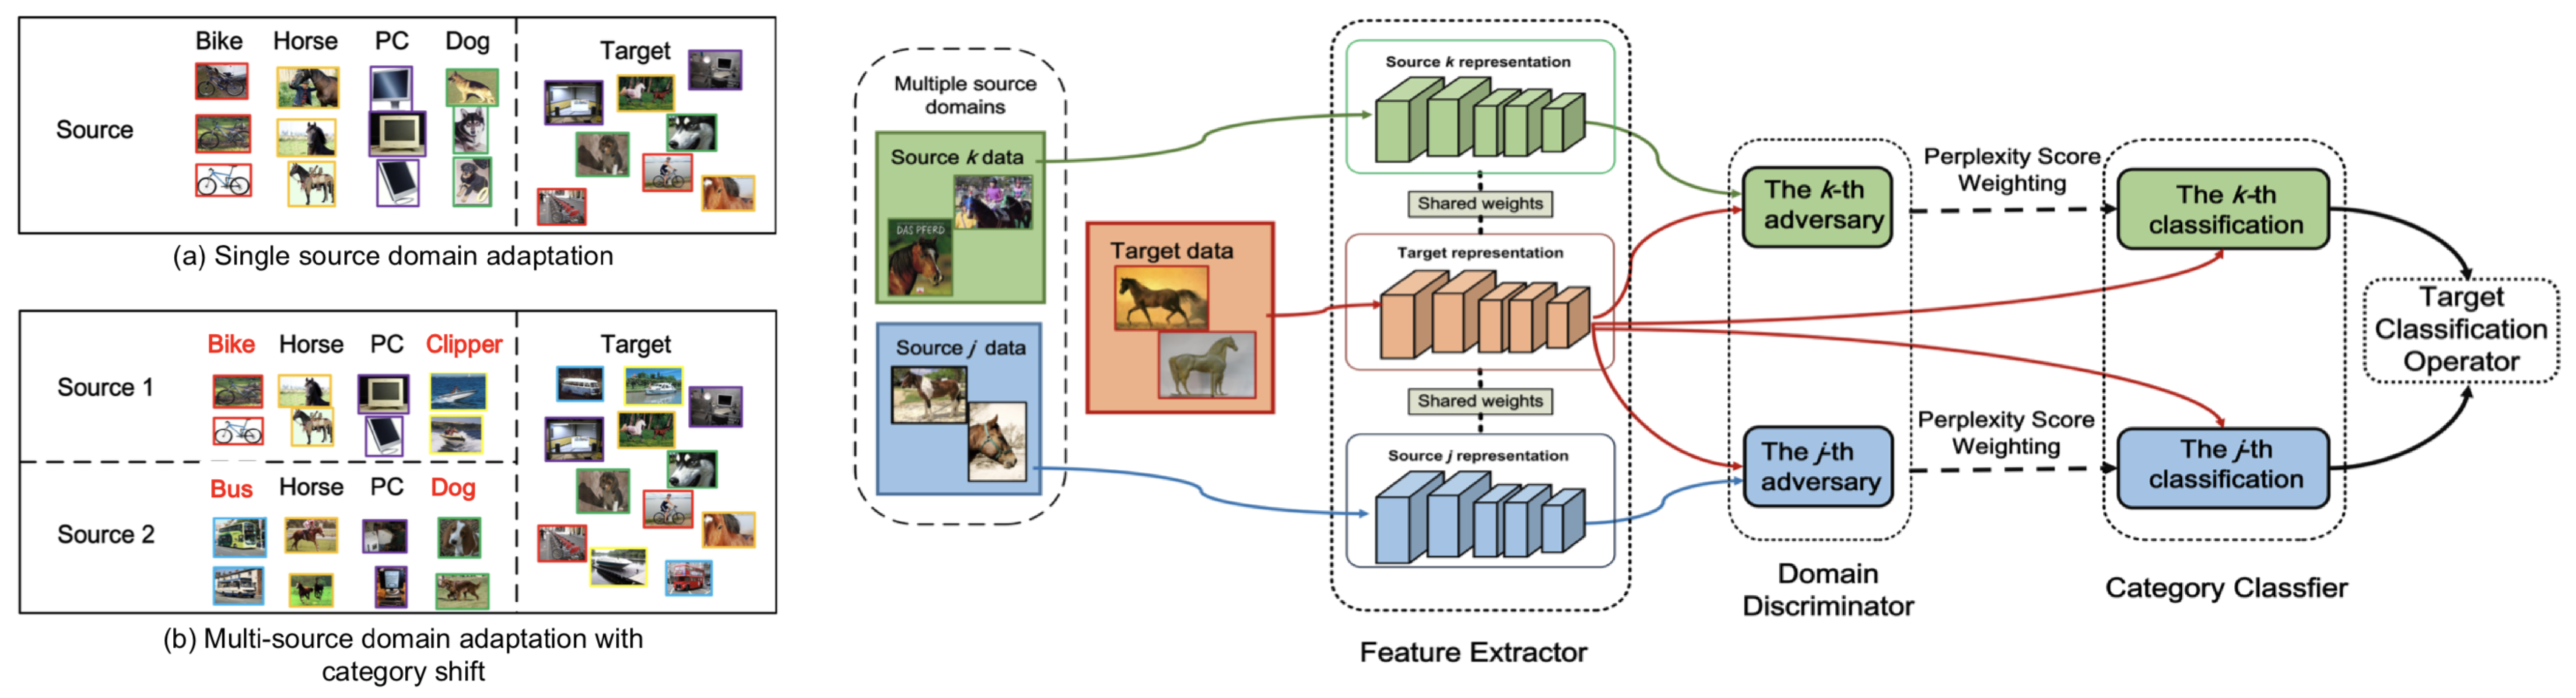 Bike Horse PC Dog
Target
Source
(a) Single source domain adaptation
Bike Horse PC Clipper
Target
Source 1
Bus Horse PC Dog
Source 2
(b) Multi-source domain adaptation with
category shift
Multiple source
domains
Source k data
DAS PFERD
Source j data
Target data
Source k representation
Shared weights
Target representation
Shared weights
Source j representation
Feature Extractor
The k-th
adversary
The j-th
adversary
Domain
Discriminator
Perplexity Score
Weighting
Perplexity Score
Weighting
The k-th
classification
The j-th
classification
Category Classfier
Target
Classification
Operator